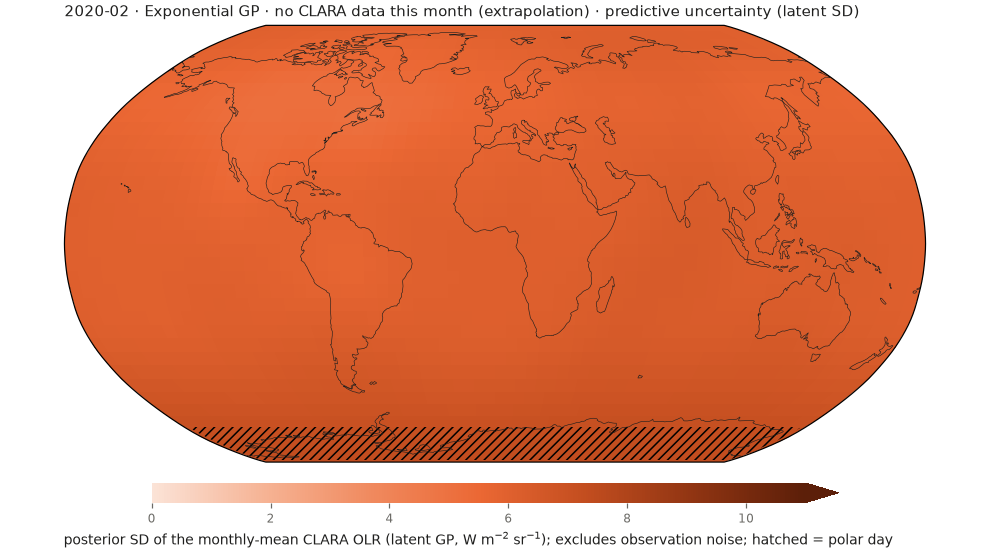 2020-02 · Exponential GP · no CLARA data this month (extrapolation) · predictive uncertainty (latent SD)
0 2 4 6 8 10
posterior SD of the monthly-mean CLARA OLR (latent GP, W m⁻² sr⁻¹); excludes observation noise; hatched = polar day